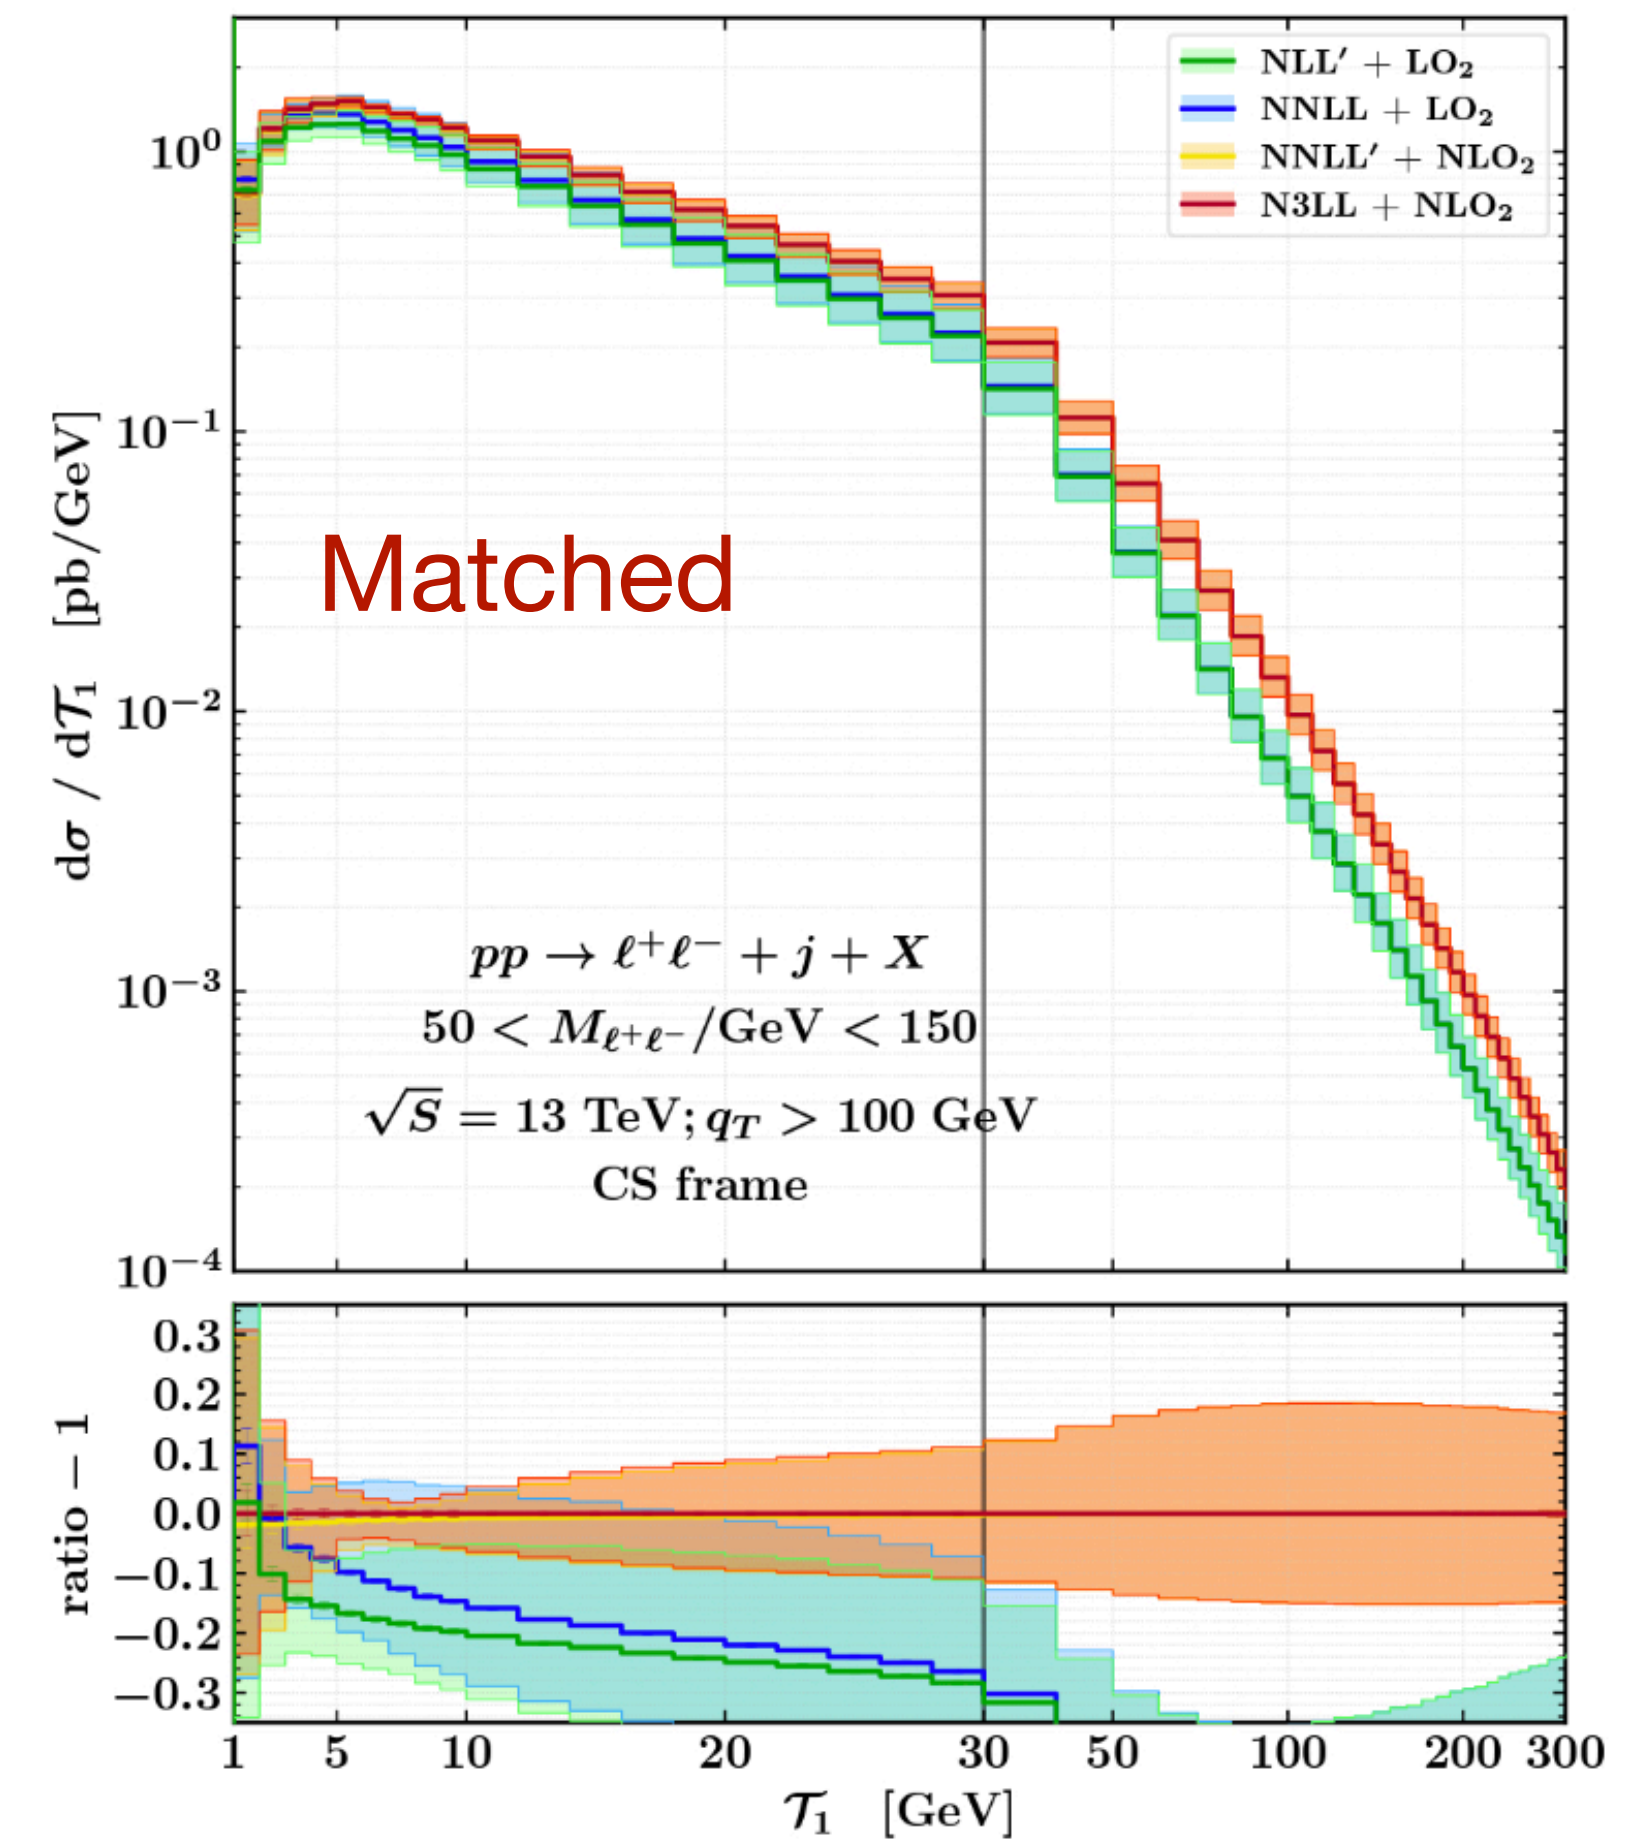 NLL′ + LO₂
NNLL + LO₂
NNLL′ + NLO₂
N3LL + NLO₂
10⁰
10⁻¹
10⁻²
10⁻³
10⁻⁴
dσ / d𝒯₁ [pb/GeV]
Matched
pp → ℓ⁺ℓ⁻ + j + X
50 < M_{ℓ⁺ℓ⁻}/GeV < 150
√S = 13 TeV; q_T > 100 GeV
CS frame
0.3
0.2
0.1
0.0
−0.1
−0.2
−0.3
ratio − 1
1 5 10 20 30 50 100 200 300
𝒯₁ [GeV]